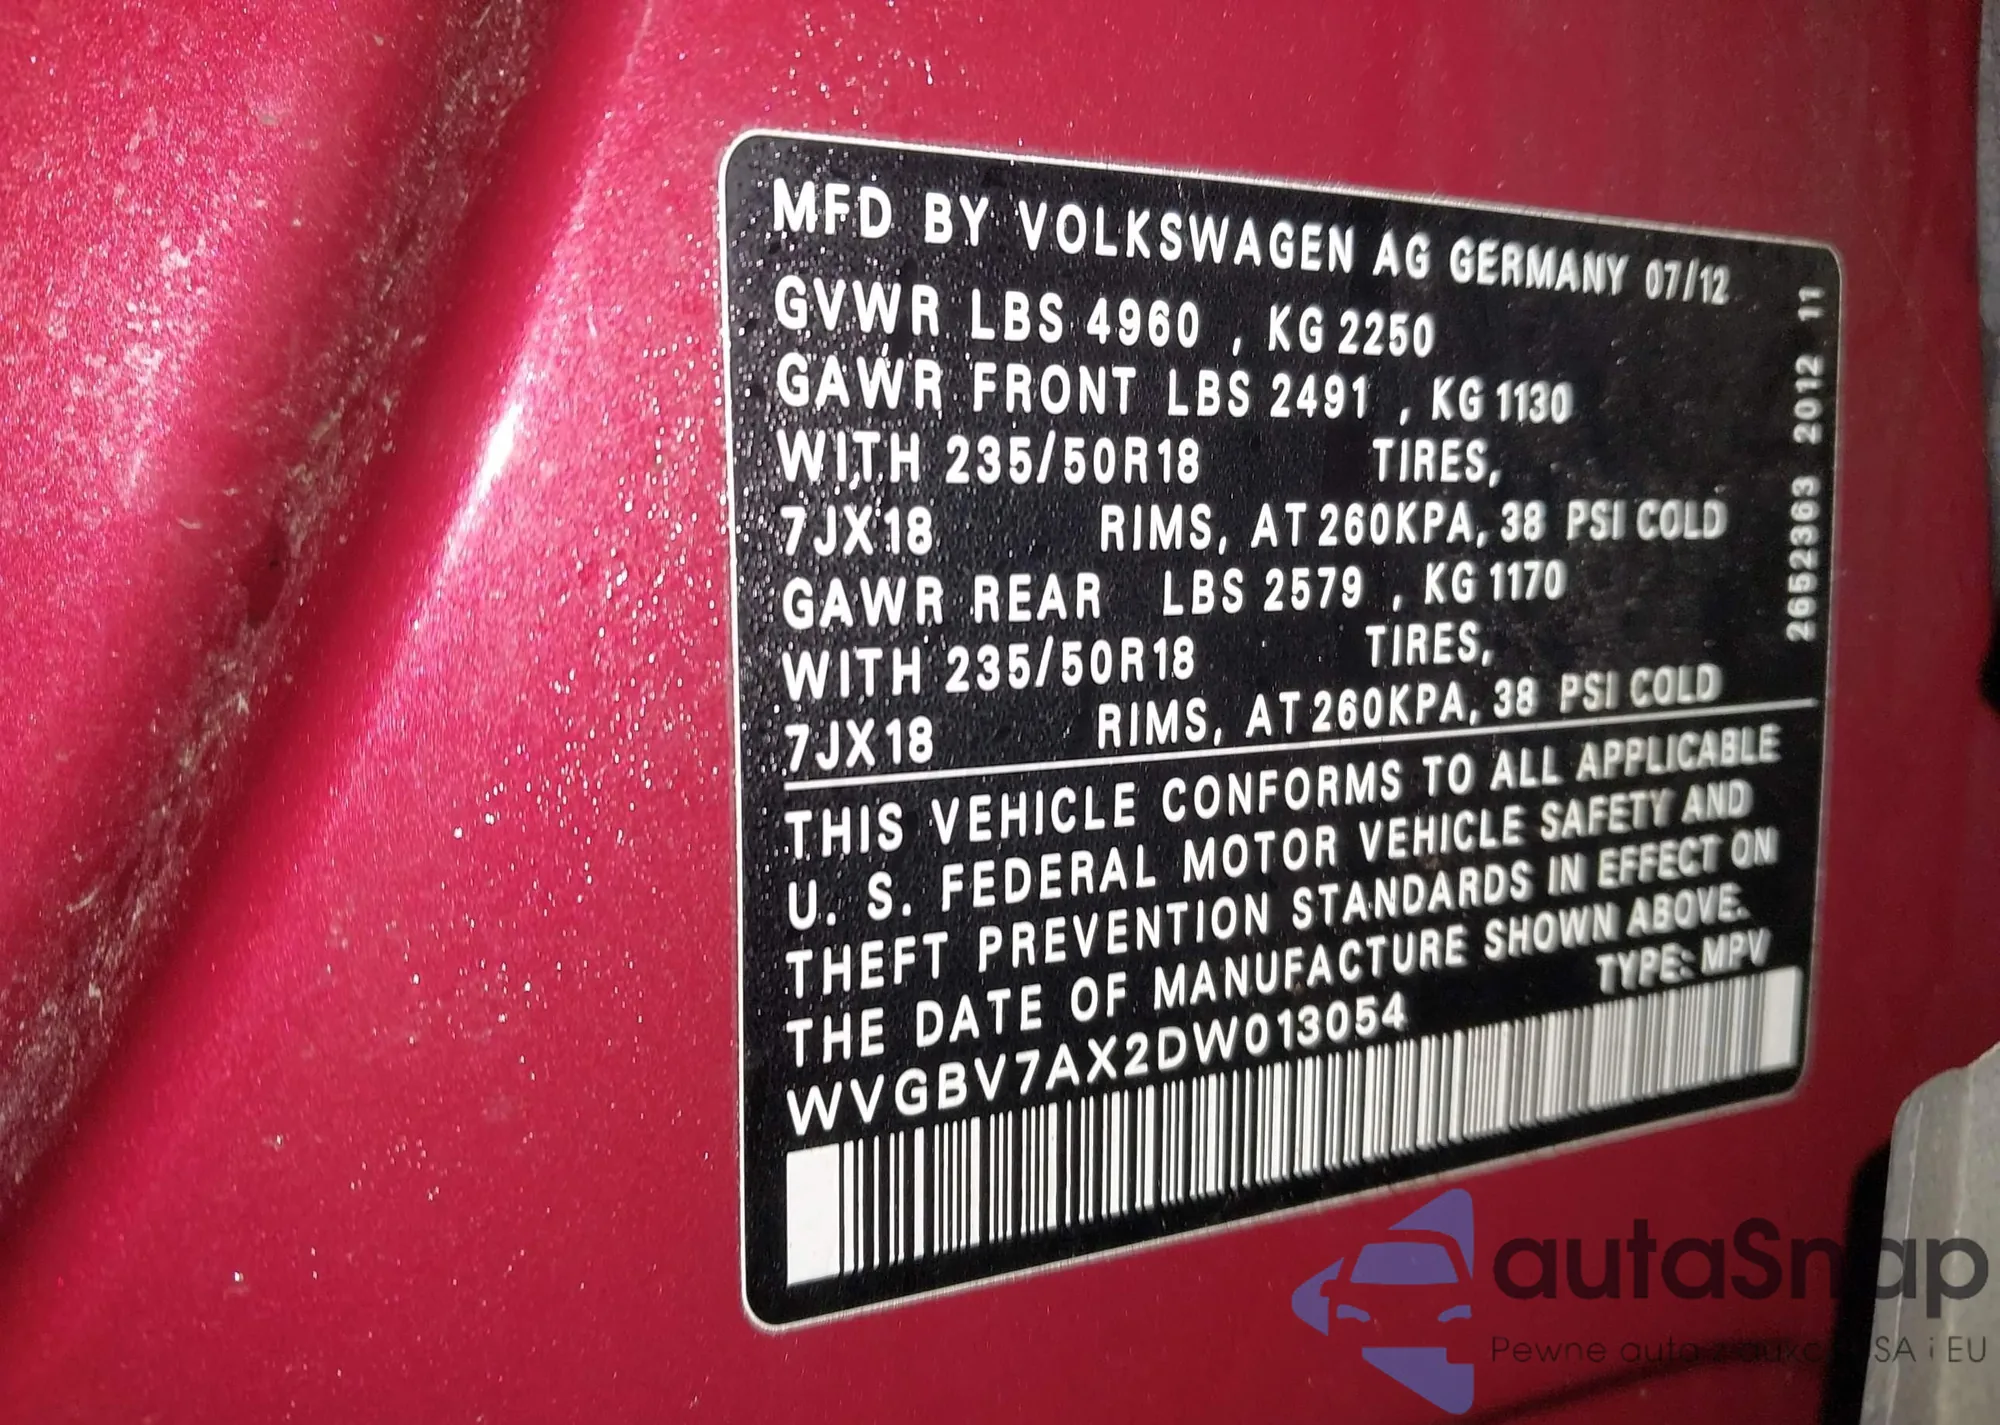 MFD BY VOLKSWAGEN AG GERMANY 07/12
GVWR LBS 4960 , KG 2250
GAWR FRONT LBS 2491 , KG 1130
WITH 235/50R18 TIRES,
7JX18 RIMS, AT 260KPA, 38 PSI COLD
GAWR REAR LBS 2579 , KG 1170
WITH 235/50R18 TIRES,
7JX18 RIMS, AT 260KPA, 38 PSI COLD
THIS VEHICLE CONFORMS TO ALL APPLICABLE
U. S. FEDERAL MOTOR VEHICLE SAFETY AND
THEFT PREVENTION STANDARDS IN EFFECT ON
THE DATE OF MANUFACTURE SHOWN ABOVE.
TYPE: MPV
WVGBV7AX2DW013054
2652363 2012 11
autaSnap
Pewne auta z aukc SA i EU